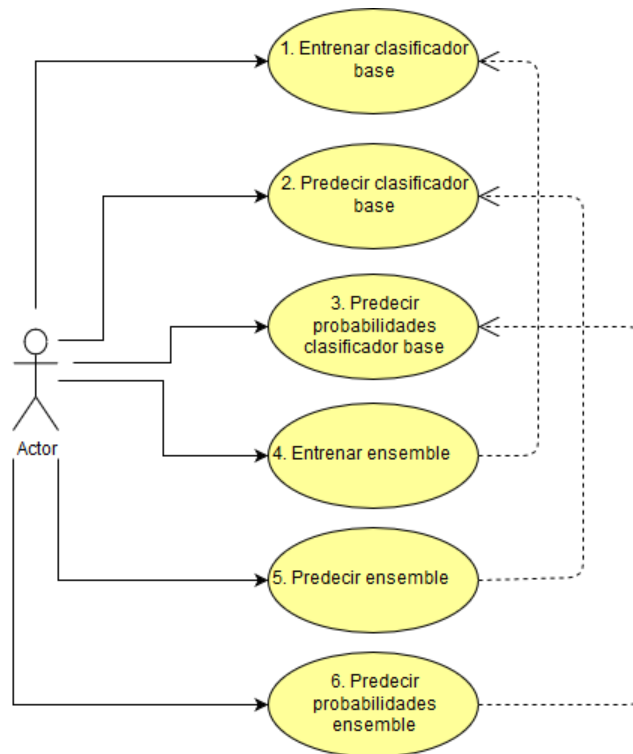 1. Entrenar clasificador
base
2. Predecir clasificador
base
3. Predecir
probabilidades
clasificador base
Actor
4. Entrenar ensemble
5. Predecir ensemble
6. Predecir
probabilidades
ensemble